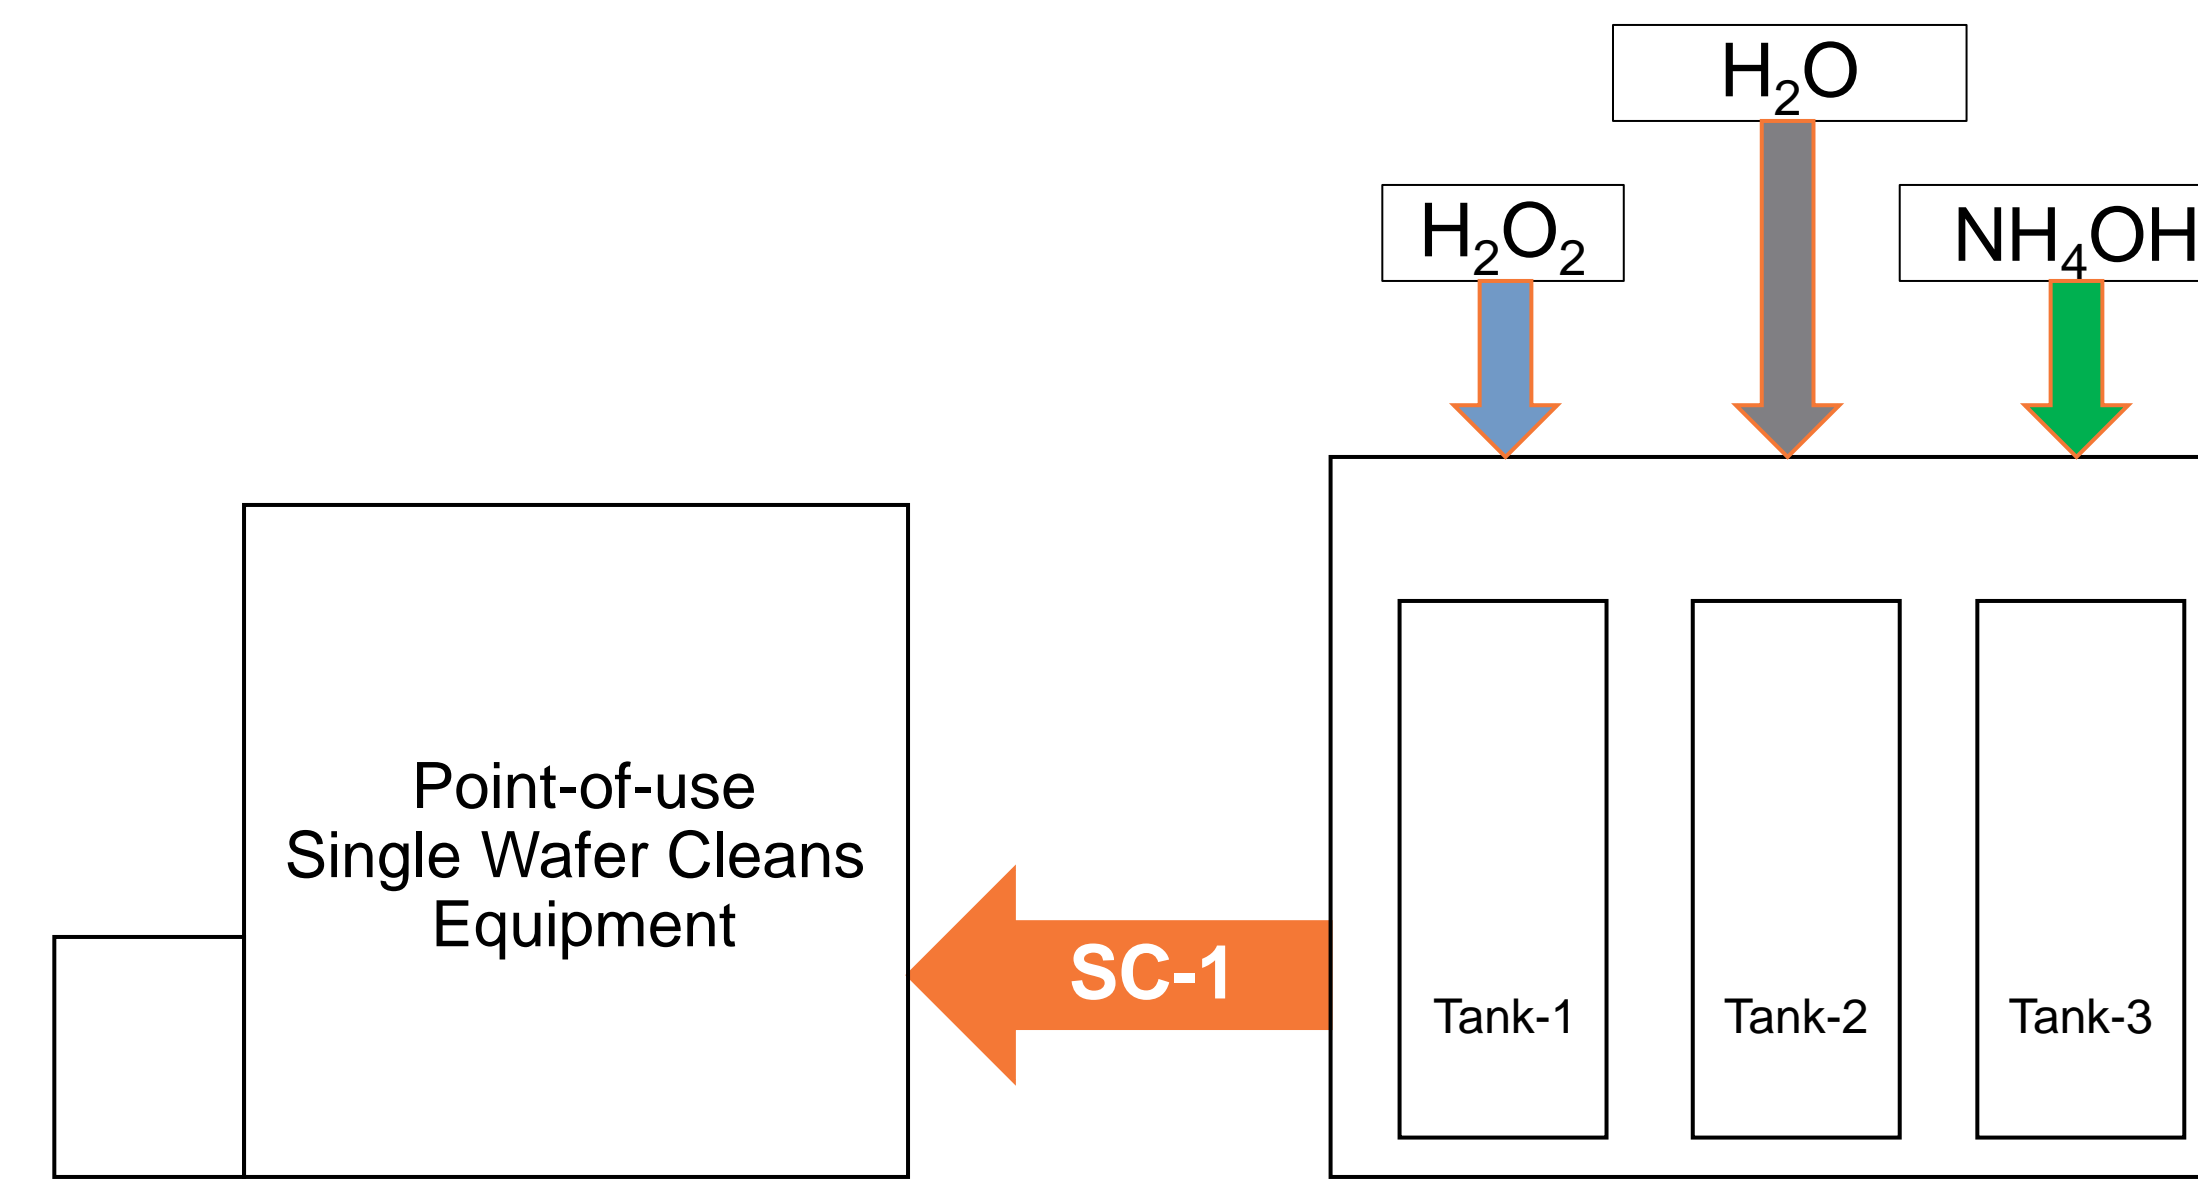 H₂O
H₂O₂
NH₄OH
Point-of-use
Single Wafer Cleans
Equipment
SC-1
Tank-1
Tank-2
Tank-3